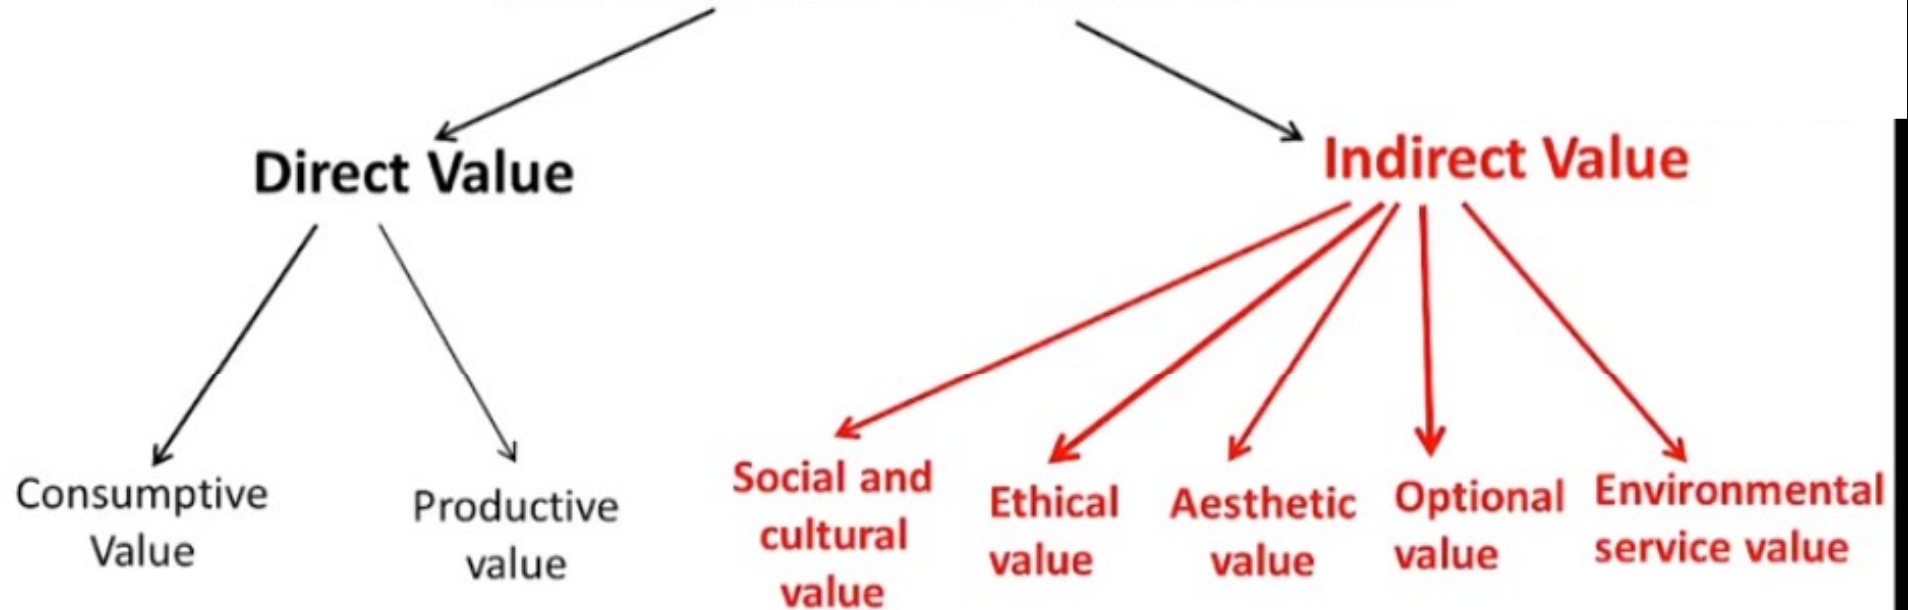 Direct Value
Indirect Value
Consumptive
Value
Productive
value
Social and
cultural
value
Ethical
value
Aesthetic
value
Optional
value
Environmental
service value